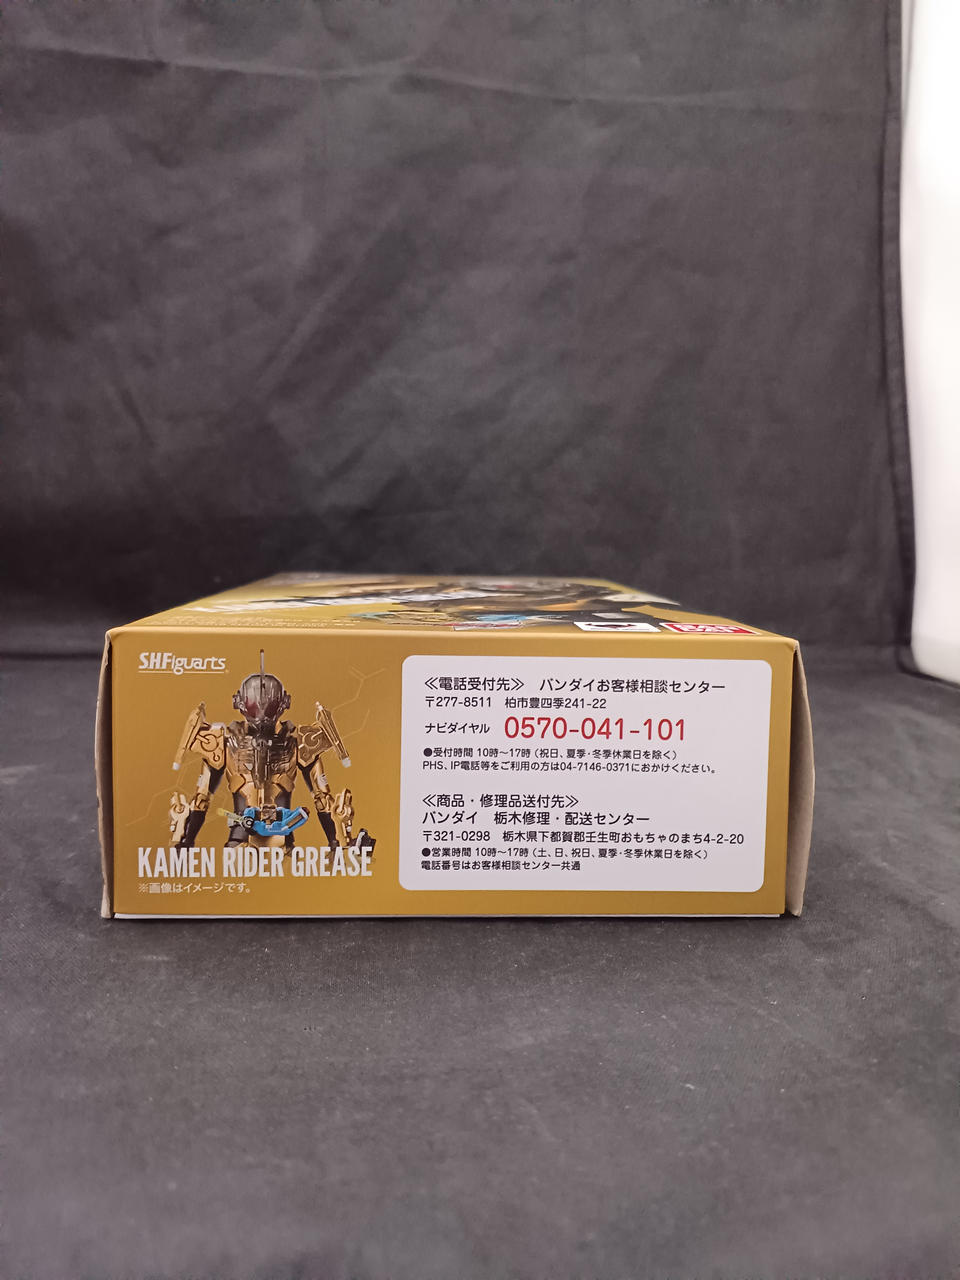 S.H.Figuarts
KAMEN RIDER GREASE
※画像はイメージです。
≪電話受付先≫ バンダイお客様相談センター
〒277-8511 柏市豊四季241-22
ナビダイヤル 0570-041-101
●受付時間 10時～17時(祝日、夏季・冬季休業日を除く)
PHS、IP電話等をご利用の方は04-7146-0371におかけください。
≪商品・修理品送付先≫
バンダイ 栃木修理・配送センター
〒321-0298 栃木県下都賀郡壬生町おもちゃのまち4-2-20
●営業時間 10時～17時(土、日、祝日、夏季・冬季休業日を除く)
電話番号はお客様相談センター共通